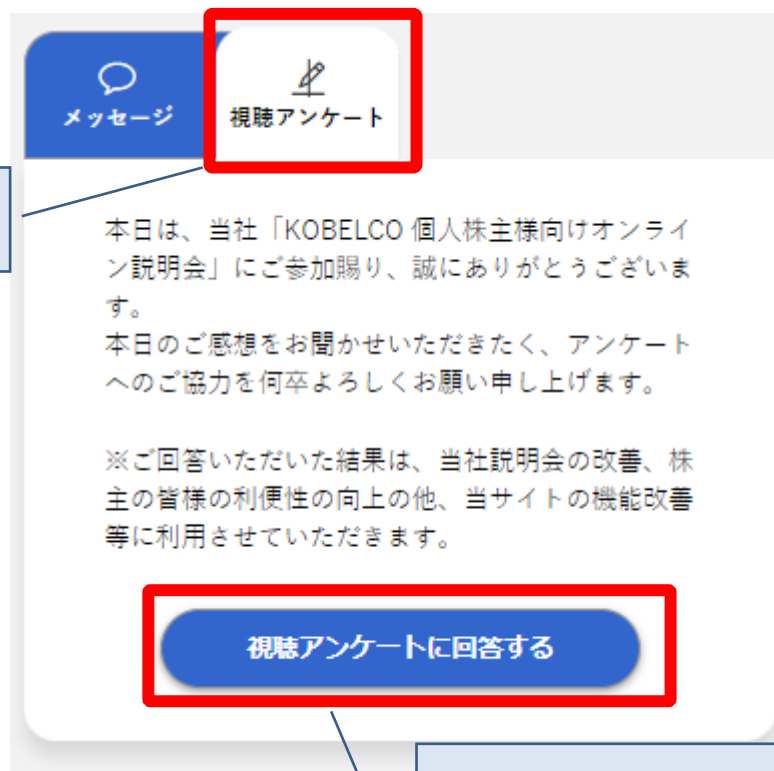 メッセージ
視聴アンケート
本日は、当社「KOBELCO 個人株主様向けオンライ
ン説明会」にご参加賜り、誠にありがとうございま
す。
本日のご感想をお聞かせいただきたく、アンケート
へのご協力を何卒よろしくお願い申し上げます。
※ご回答いただいた結果は、当社説明会の改善、株
主の皆様の利便性の向上の他、当サイトの機能改善
等に利用させていただきます。
視聴アンケートに回答する